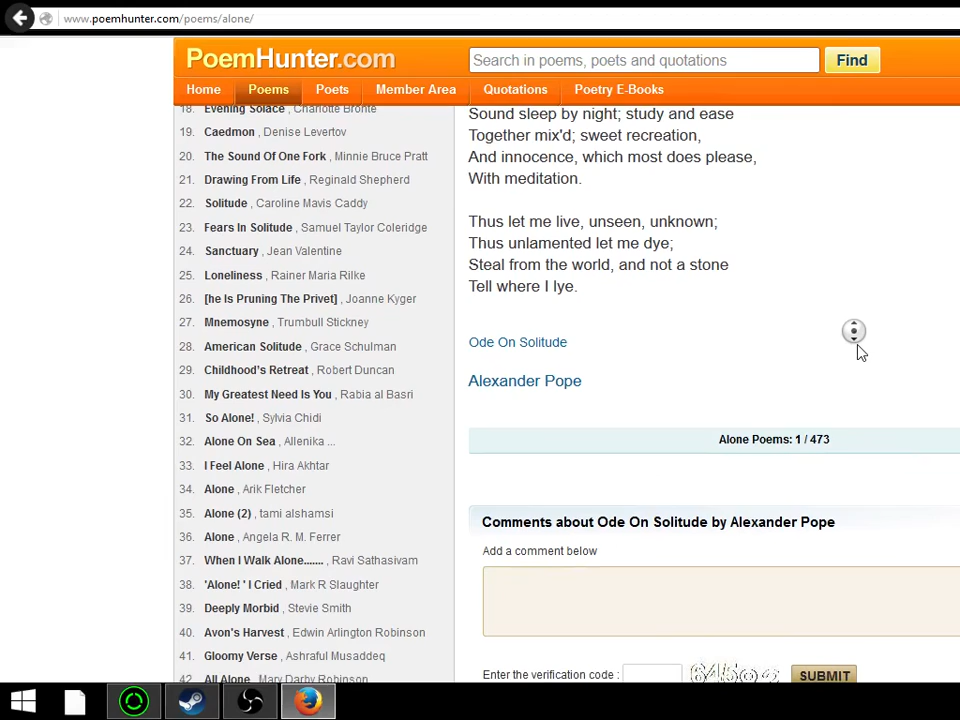 www.poemhunter.com/poems/alone/
PoemHunter.com
Search in poems, poets and quotations
Find
Home
Poems
Poets
Member Area
Quotations
Poetry E-Books
18. Evening Solace , Charlotte Bronte
19. Caedmon , Denise Levertov
20. The Sound Of One Fork , Minnie Bruce Pratt
21. Drawing From Life , Reginald Shepherd
22. Solitude , Caroline Mavis Caddy
23. Fears In Solitude , Samuel Taylor Coleridge
24. Sanctuary , Jean Valentine
25. Loneliness , Rainer Maria Rilke
26. [he Is Pruning The Privet] , Joanne Kyger
27. Mnemosyne , Trumbull Stickney
28. American Solitude , Grace Schulman
29. Childhood's Retreat , Robert Duncan
30. My Greatest Need Is You , Rabia al Basri
31. So Alone! , Sylvia Chidi
32. Alone On Sea , Allenika ...
33. I Feel Alone , Hira Akhtar
34. Alone , Arik Fletcher
35. Alone (2) , tami alshamsi
36. Alone , Angela R. M. Ferrer
37. When I Walk Alone....... , Ravi Sathasivam
38. 'Alone! ' I Cried , Mark R Slaughter
39. Deeply Morbid , Stevie Smith
40. Avon's Harvest , Edwin Arlington Robinson
41. Gloomy Verse , Ashraful Musaddeq
42. All Alone , Mary Darby Robinson
Sound sleep by night; study and ease
Together mix'd; sweet recreation,
And innocence, which most does please,
With meditation.
Thus let me live, unseen, unknown;
Thus unlamented let me dye;
Steal from the world, and not a stone
Tell where I lye.
Ode On Solitude
Alexander Pope
Alone Poems: 1 / 473
Comments about Ode On Solitude by Alexander Pope
Add a comment below
Enter the verification code :
SUBMIT